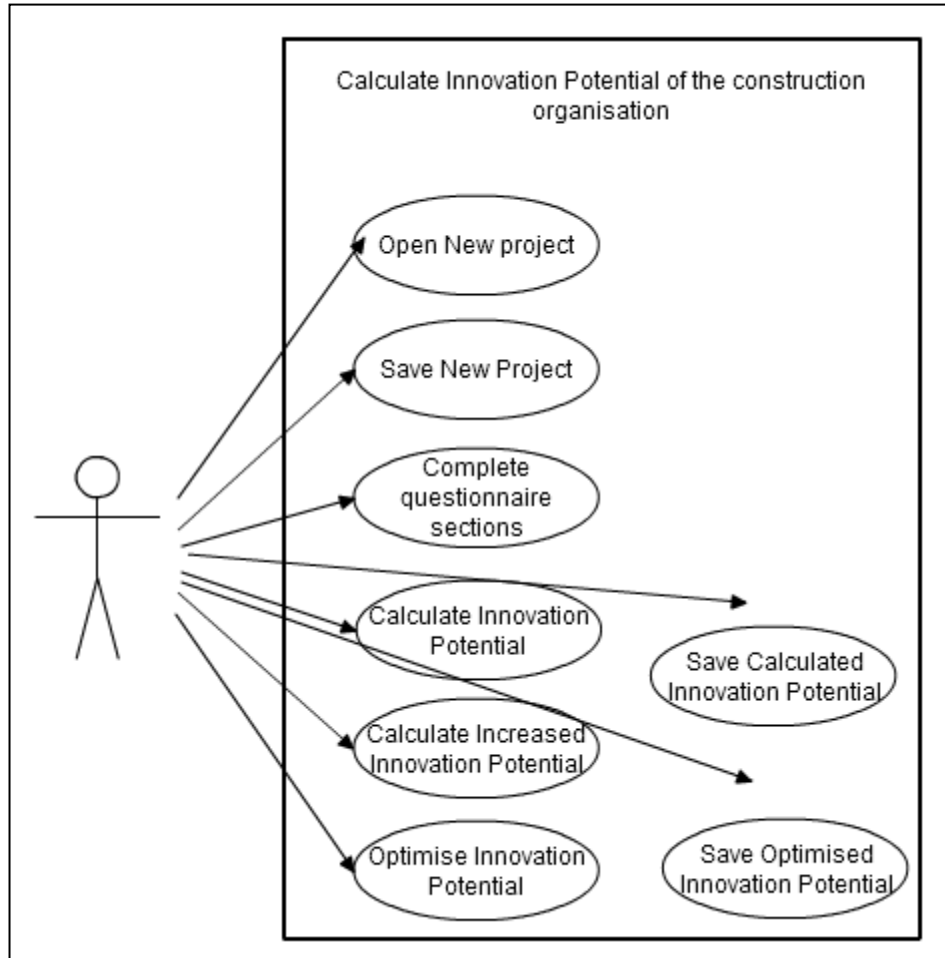 Calculate Innovation Potential of the construction
organisation
Open New project
Save New Project
Complete
questionnaire
sections
Calculate Innovation
Potential
Save Calculated
Innovation Potential
Calculate Increased
Innovation Potential
Optimise Innovation
Potential
Save Optimised
Innovation Potential